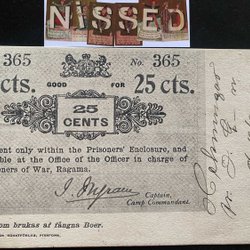 NISSED
365 No. 365
cts. GOOD FOR 25 cts.
25
CENTS
ent only within the Prisoners' Enclosure, and
ble at the Office of the Officer in charge of
ners of War, Ragama.
Captain,
Camp Commandant.
om brukas af fångna Boer.